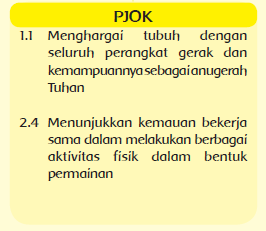 PJOK
1.1 Menghargai tubuh dengan
seluruh perangkat gerak dan
kemampuannya sebagai anugerah
Tuhan
2.4 Menunjukkan kemauan bekerja
sama dalam melakukan berbagai
aktivitas fisik dalam bentuk
permainan